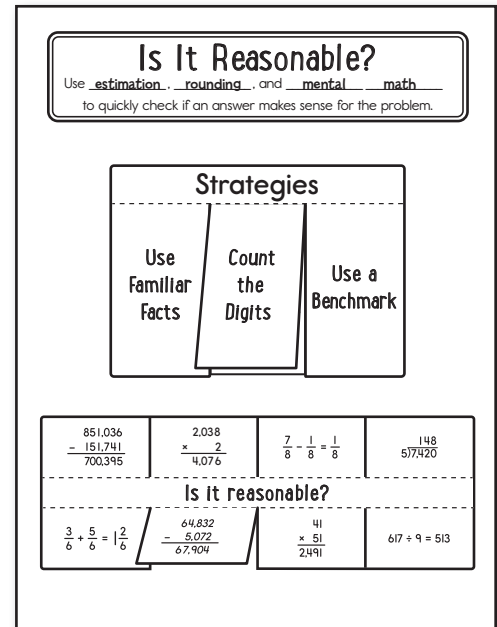 Is It Reasonable?
Use estimation, rounding, and mental math
to quickly check if an answer makes sense for the problem.
Strategies
Use
Familiar
Facts
Count
the
Digits
Use a
Benchmark
851,036
- 151,741
700,395
2,038
× 2
4,076
7/8 - 1/8 = 1/8
148
5)7,420
Is it reasonable?
3/6 + 5/6 = 1 2/6
64,832
- 5,072
67,904
41
× 51
2,491
617 ÷ 9 = 513